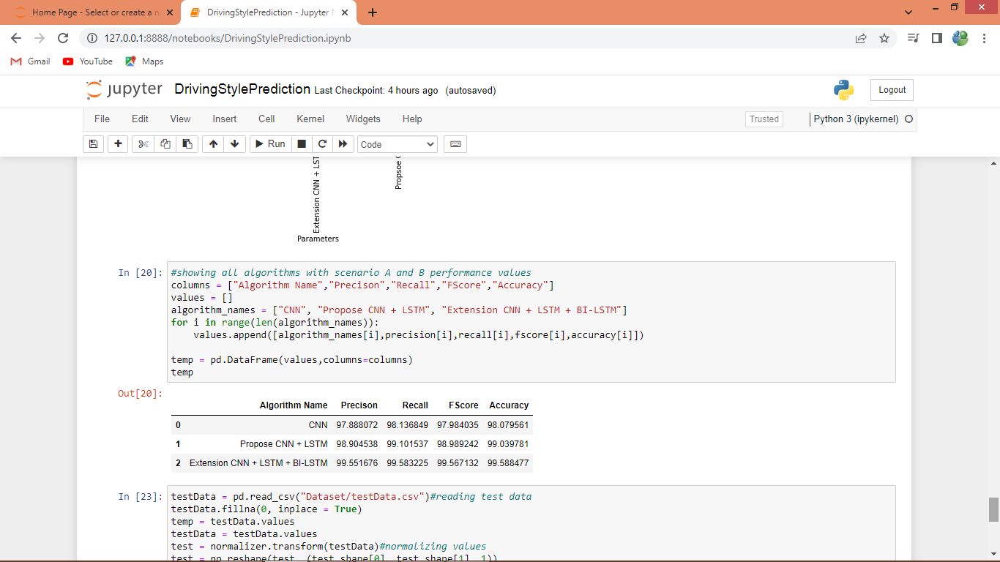 Home Page - Select or create a n
DrivingStylePrediction - Jupyter N
127.0.0.1:8888/notebooks/DrivingStylePrediction.ipynb
Gmail YouTube Maps
jupyter DrivingStylePrediction Last Checkpoint: 4 hours ago (autosaved) Logout
File Edit View Insert Cell Kernel Widgets Help Trusted Python 3 (ipykernel)
Run Code
Extension CNN + LST
Propsoe C
Parameters
In [20]: #showing all algorithms with scenario A and B performance values
columns = ["Algorithm Name","Precison","Recall","FScore","Accuracy"]
values = []
algorithm_names = ["CNN", "Propose CNN + LSTM", "Extension CNN + LSTM + BI-LSTM"]
for i in range(len(algorithm_names)):
    values.append([algorithm_names[i],precision[i],recall[i],fscore[i],accuracy[i]])
temp = pd.DataFrame(values,columns=columns)
temp
Out[20]:
Algorithm Name Precison Recall FScore Accuracy
0 CNN 97.888072 98.136849 97.984035 98.079561
1 Propose CNN + LSTM 98.904538 99.101537 98.989242 99.039781
2 Extension CNN + LSTM + BI-LSTM 99.551676 99.583225 99.567132 99.588477
In [23]: testData = pd.read_csv("Dataset/testData.csv")#reading test data
testData.fillna(0, inplace = True)
temp = testData.values
testData = testData.values
test = normalizer.transform(testData)#normalizing values
test = np.reshape(test, (test.shape[0], test.shape[1], 1))